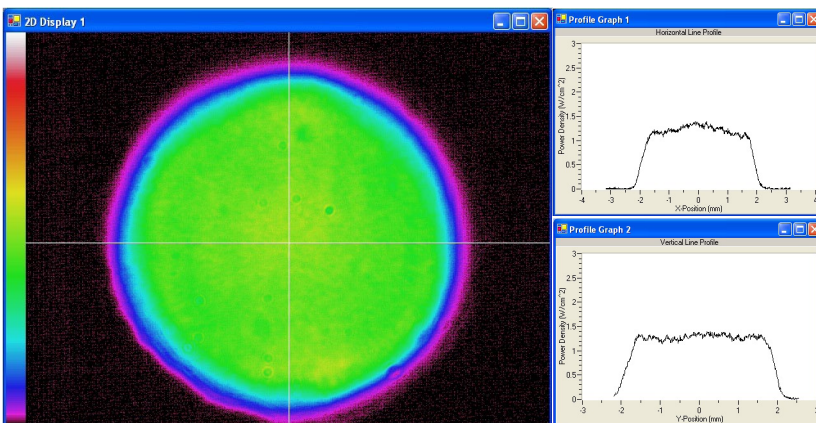 2D Display 1
Profile Graph 1
Horizontal Line Profile
3
2.5
2
1.5
1
0.5
0
Power Density (W/cm^2)
-4 -3 -2 -1 0 1 2 3 4
X-Position (mm)
Profile Graph 2
Vertical Line Profile
3
2.5
2
1.5
1
0.5
0
Power Density (W/cm^2)
-3 -2 -1 0 1 2 3
Y-Position (mm)